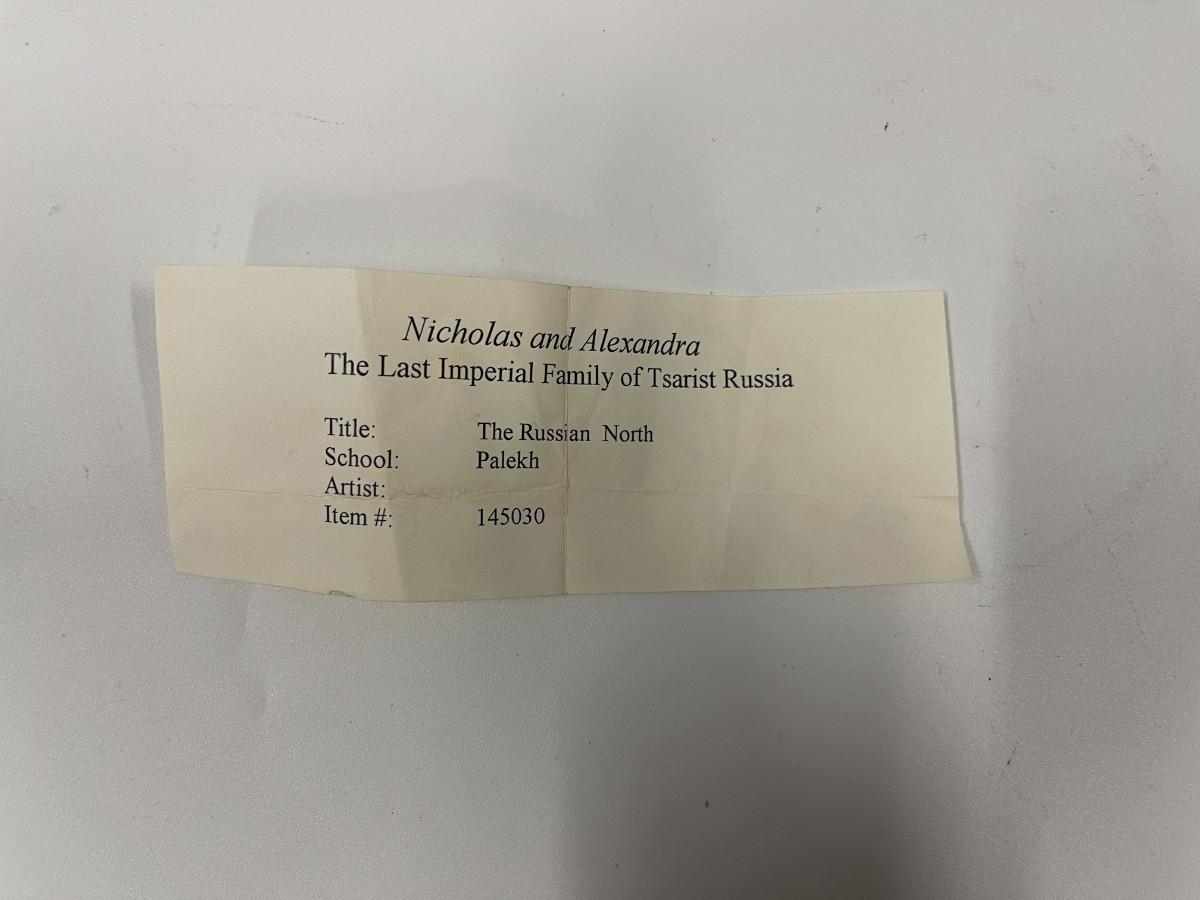 Nicholas and Alexandra
The Last Imperial Family of Tsarist Russia
Title: The Russian North
School: Palekh
Artist:
Item #: 145030